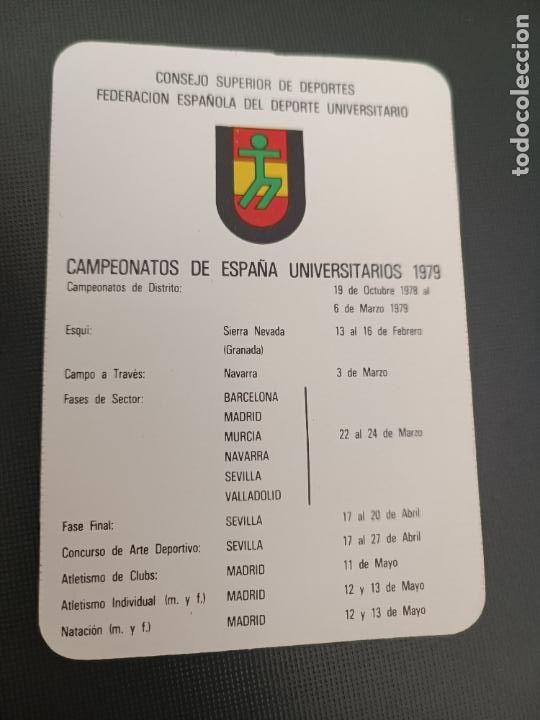 CONSEJO SUPERIOR DE DEPORTES
FEDERACION ESPAÑOLA DEL DEPORTE UNIVERSITARIO
CAMPEONATOS DE ESPAÑA UNIVERSITARIOS 1979
Campeonatos de Distrito: 19 de Octubre 1978 al
6 de Marzo 1979
Esqui: Sierra Nevada 13 al 16 de Febrero
(Granada)
Campo a Través: Navarra 3 de Marzo
Fases de Sector: BARCELONA
MADRID
MURCIA 22 al 24 de Marzo
NAVARRA
SEVILLA
VALLADOLID
Fase Final: SEVILLA 17 al 20 de Abril
Concurso de Arte Deportivo: SEVILLA 17 al 27 de Abril
Atletismo de Clubs: MADRID 11 de Mayo
Atletismo Individual (m. y f.) MADRID 12 y 13 de Mayo
Natación (m. y f.) MADRID 12 y 13 de Mayo
todocoleccion